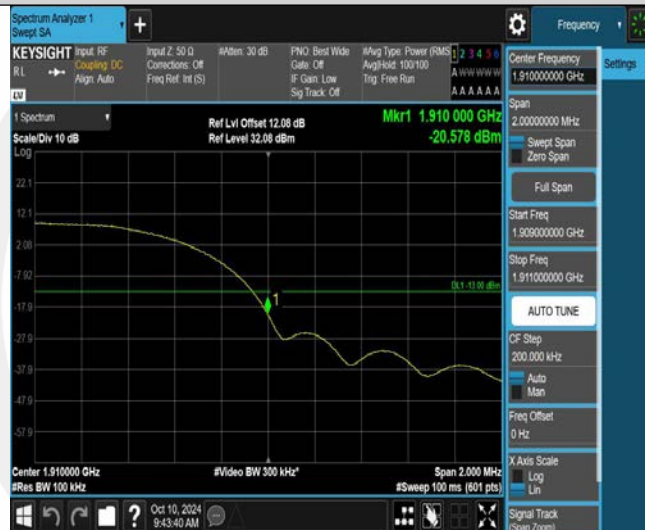 Spectrum Analyzer 1
Swept SA
+
Frequency
KEYSIGHT
RL
Input: RF
Coupling: DC
Align: Auto
Input Z: 50 Ω
Corrections: Off
Freq Ref: Int (S)
#Atten: 30 dB
PNO: Best Wide
Gate: Off
IF Gain: Low
Sig Track: Off
#Avg Type: Power (RMS
Avg|Hold: 100/100
Trig: Free Run
1 2 3 4 5 6
A W W W W W
A A A A A A
LXI
1 Spectrum
Scale/Div 10 dB
Log
Ref Lvl Offset 12.08 dB
Ref Level 32.08 dBm
Mkr1 1.910 000 GHz
-20.578 dBm
22.1
12.1
2.08
-7.92
-17.9
-27.9
-37.9
-47.9
-57.9
DL1 -13.00 dBm
1
Center 1.910000 GHz
#Res BW 100 kHz
#Video BW 300 kHz*
Span 2.000 MHz
#Sweep 100 ms (601 pts)
Center Frequency
1.910000000 GHz
Settings
Span
2.00000000 MHz
Swept Span
Zero Span
Full Span
Start Freq
1.909000000 GHz
Stop Freq
1.911000000 GHz
AUTO TUNE
CF Step
200.000 kHz
Auto
Man
Freq Offset
0 Hz
X Axis Scale
Log
Lin
Signal Track
(Span Zoom)
?
Oct 10, 2024
9:43:40 AM